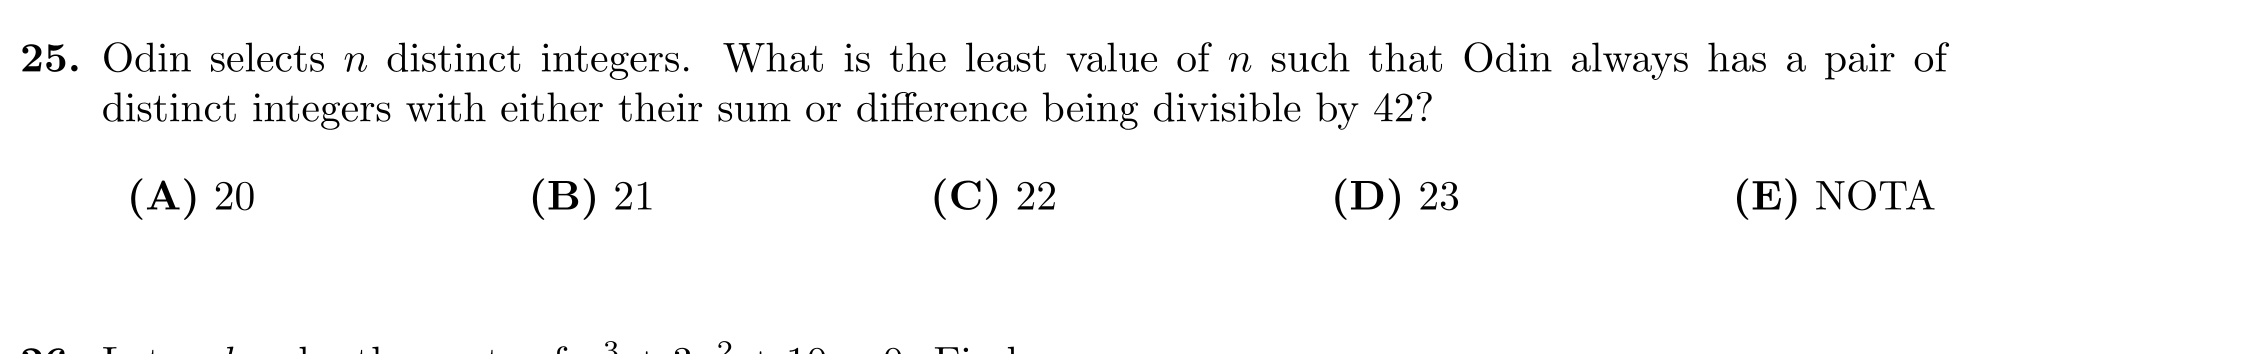 25. Odin selects n distinct integers. What is the least value of n such that Odin always has a pair of
distinct integers with either their sum or difference being divisible by 42?
(A) 20 (B) 21 (C) 22 (D) 23 (E) NOTA